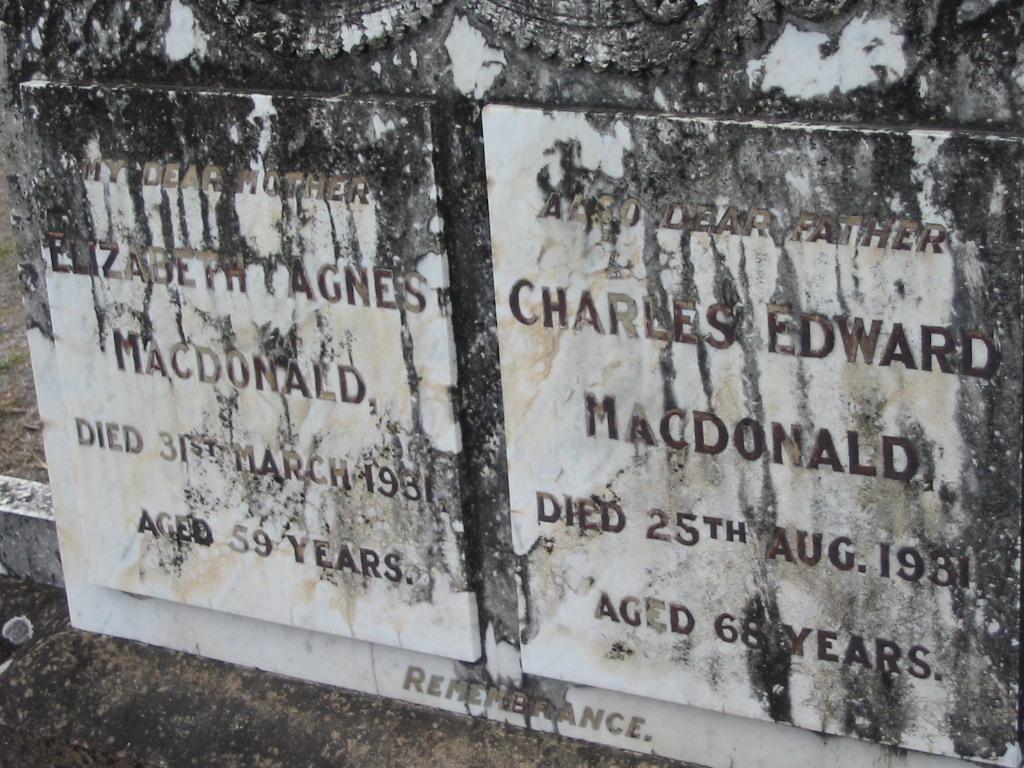 MY DEAR MOTHER
ELIZABETH AGNES
MACDONALD,
DIED 31ST MARCH 1931,
AGED 59 YEARS.
ALSO DEAR FATHER
CHARLES EDWARD
MACDONALD,
DIED 25TH AUG. 1931,
AGED 68 YEARS.
REMEMBRANCE.